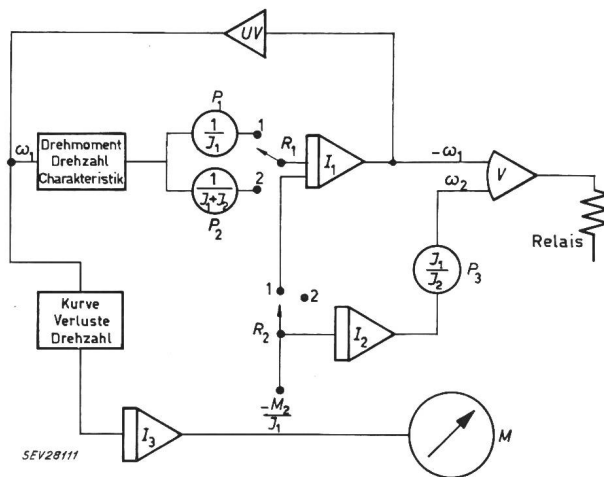 UV
P₁
1
ω₁
Drehmoment
Drehzahl
Charakteristik
1
J₁
R₁
I₁
-ω₁
ω₂
V
1
J₁+J₂
2
P₂
Relais
J₁
J₂
P₃
Kurve
Verluste
Drehzahl
1
2
R₂
I₂
-M₂
J₁
I₃
M
SEV28111